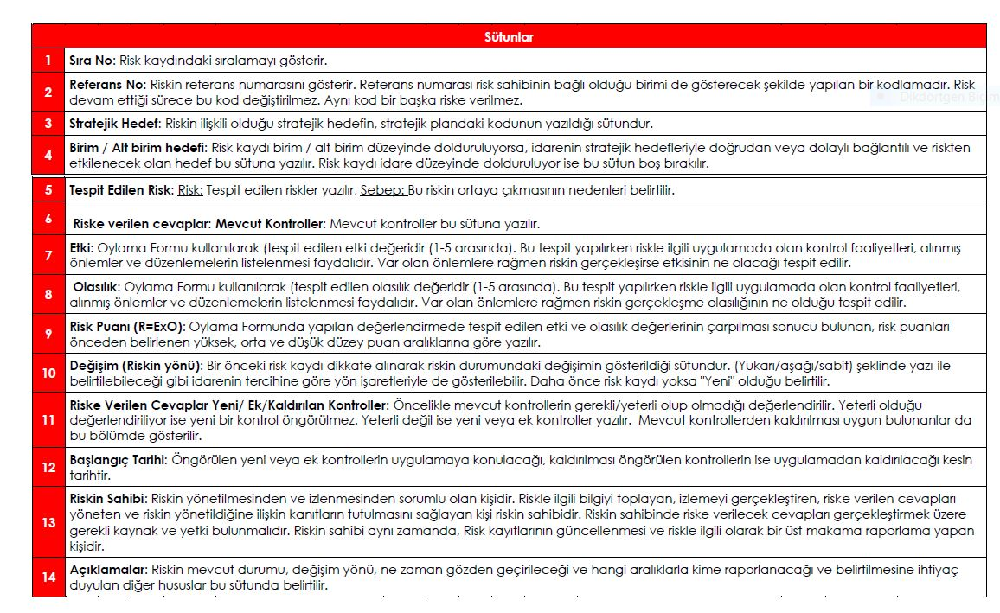 Sütunlar
1 Sıra No: Risk kaydındaki sıralamayı gösterir.
2 Referans No: Riskin referans numarasını gösterir. Referans numarası risk sahibinin bağlı olduğu birimi de gösterecek şekilde yapılan bir kodlamadır. Risk
devam ettiği sürece bu kod değiştirilmez. Aynı kod bir başka riske verilmez.
Dikdörtgen Biçim
3 Stratejik Hedef: Riskin ilişkili olduğu stratejik hedefin, stratejik plandaki kodunun yazıldığı sütundur.
4 Birim / Alt birim hedefi: Risk kaydı birim / alt birim düzeyinde dolduruluyorsa, idarenin stratejik hedefleriyle doğrudan veya dolaylı bağlantılı ve riskten
etkilenecek olan hedef bu sütuna yazılır. Risk kaydı idare düzeyinde dolduruluyor ise bu sütun boş bırakılır.
5 Tespit Edilen Risk: Risk: Tespit edilen riskler yazılır, Sebep: Bu riskin ortaya çıkmasının nedenleri belirtilir.
6 Riske verilen cevaplar: Mevcut Kontroller: Mevcut kontroller bu sütuna yazılır.
7 Etki: Oylama Formu kullanılarak (tespit edilen etki değeridir (1-5 arasında). Bu tespit yapılırken riskle ilgili uygulamada olan kontrol faaliyetleri, alınmış
önlemler ve düzenlemelerin listelenmesi faydalıdır. Var olan önlemlere rağmen riskin gerçekleşirse etkisinin ne olacağı tespit edilir.
8 Olasılık: Oylama Formu kullanılarak (tespit edilen olasılık değeridir (1-5 arasında). Bu tespit yapılırken riskle ilgili uygulamada olan kontrol faaliyetleri,
alınmış önlemler ve düzenlemelerin listelenmesi faydalıdır. Var olan önlemlere rağmen riskin gerçekleşme olasılığının ne olduğu tespit edilir.
9 Risk Puanı (R=ExO): Oylama Formunda yapılan değerlendirmede tespit edilen etki ve olasılık değerlerinin çarpılması sonucu bulunan, risk puanları
önceden belirlenen yüksek, orta ve düşük düzey puan aralıklarına göre yazılır.
10 Değişim (Riskin yönü): Bir önceki risk kaydı dikkate alınarak riskin durumundaki değişimin gösterildiği sütundur. (Yukarı/aşağı/sabit) şeklinde yazı ile
belirtilebileceği gibi idarenin tercihine göre yön işaretleriyle de gösterilebilir. Daha önce risk kaydı yoksa "Yeni" olduğu belirtilir.
11 Riske Verilen Cevaplar Yeni/ Ek/Kaldırılan Kontroller: Öncelikle mevcut kontrollerin gerekli/yeterli olup olmadığı değerlendirilir. Yeterli olduğu
değerlendiriliyor ise yeni bir kontrol öngörülmez. Yeterli değil ise yeni veya ek kontroller yazılır. Mevcut kontrollerden kaldırılması uygun bulunanlar da
bu bölümde gösterilir.
12 Başlangıç Tarihi: Öngörülen yeni veya ek kontrollerin uygulamaya konulacağı, kaldırılması öngörülen kontrollerin ise uygulamadan kaldırılacağı kesin
tarihtir.
13 Riskin Sahibi: Riskin yönetilmesinden ve izlenmesinden sorumlu olan kişidir. Riskle ilgili bilgiyi toplayan, izlemeyi gerçekleştiren, riske verilen cevapları
yöneten ve riskin yönetildiğine ilişkin kanıtların tutulmasını sağlayan kişi riskin sahibidir. Riskin sahibinde riske verilecek cevapları gerçekleştirmek üzere
gerekli kaynak ve yetki bulunmalıdır. Riskin sahibi aynı zamanda, Risk kayıtlarının güncellenmesi ve riskle ilgili olarak bir üst makama raporlama yapan
kişidir.
14 Açıklamalar: Riskin mevcut durumu, değişim yönü, ne zaman gözden geçirileceği ve hangi aralıklarla kime raporlanacağı ve belirtilmesine ihtiyaç
duyulan diğer hususlar bu sütunda belirtilir.